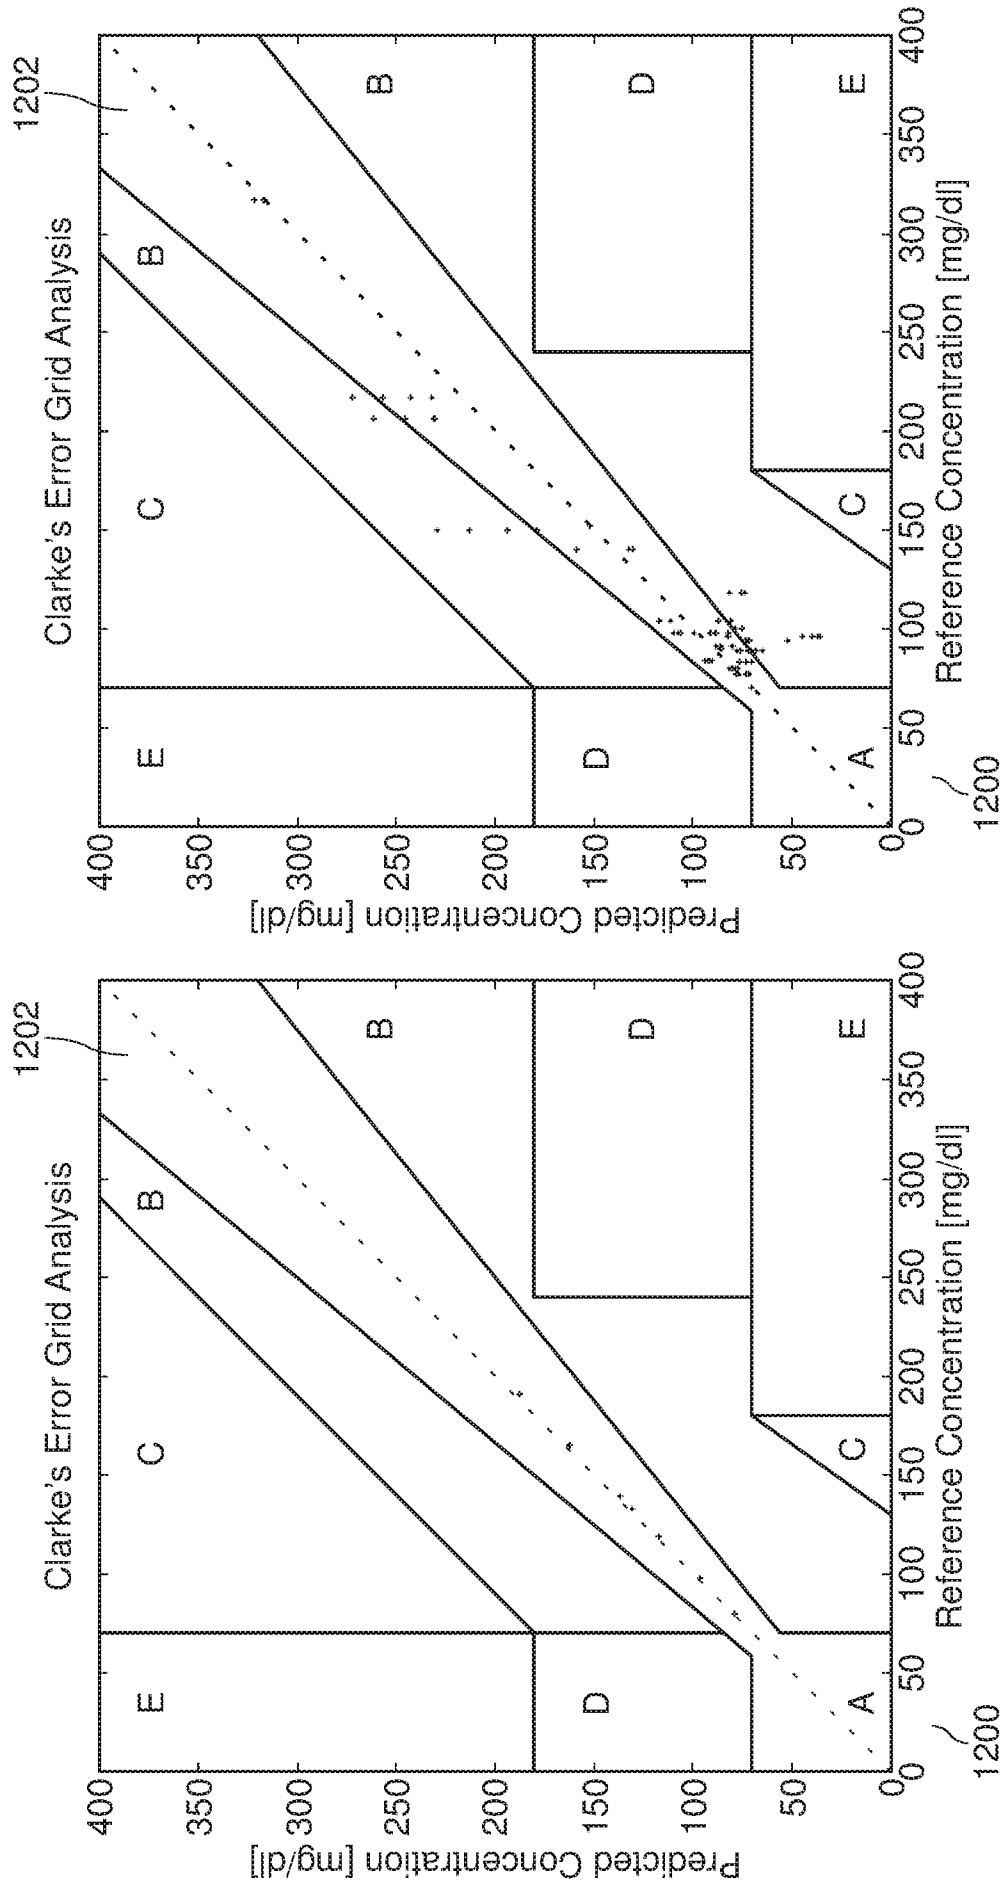 Clarke's Error Grid Analysis
1202
Predicted Concentration [mg/dl]
400
350
300
250
200
150
100
50
0
E
C
B
D
B
D
A
C
E
0
50
100
150
200
250
300
350
400
Reference Concentration [mg/dl]
1200
Clarke's Error Grid Analysis
1202
Predicted Concentration [mg/dl]
400
350
300
250
200
150
100
50
0
E
C
B
D
B
D
A
C
E
0
50
100
150
200
250
300
350
400
Reference Concentration [mg/dl]
1200